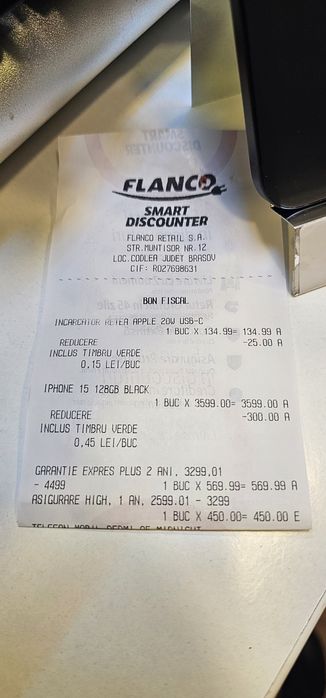 FLANCO
SMART
DISCOUNTER
FLANCO RETAIL S.A.
STR.MUNTISOR NR.12
LOC.CODLEA JUDET BRASOV
CIF: RO27698631
BON FISCAL
INCARCATOR RETEA APPLE 20W USB-C
1 BUC X 134.99= 134.99 A
REDUCERE -25.00 A
INCLUS TIMBRU VERDE
0,15 LEI/BUC
IPHONE 15 128GB BLACK
1 BUC X 3599.00= 3599.00 A
REDUCERE -300.00 A
INCLUS TIMBRU VERDE
0,45 LEI/BUC
GARANTIE EXPRES PLUS 2 ANI, 3299,01
- 4499 1 BUC X 569.99= 569.99 A
ASIGURARE HIGH, 1 AN, 2599.01 - 3299
1 BUC X 450.00= 450.00 E
TELEFON MOBIL REDMI